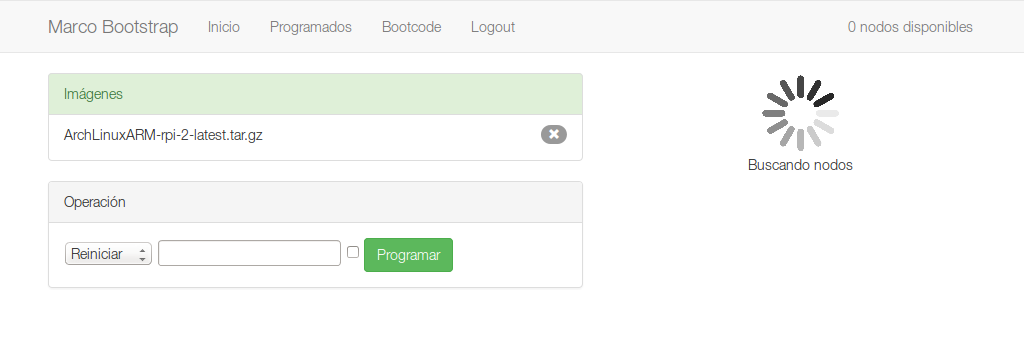 Marco Bootstrap Inicio Programados Bootcode Logout 0 nodos disponibles
Imágenes
ArchLinuxARM-rpi-2-latest.tar.gz
Buscando nodos
Operación
Reiniciar Programar